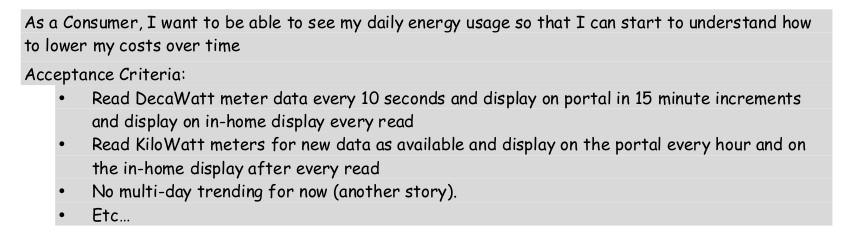 As a Consumer, I want to be able to see my daily energy usage so that I can start to understand how
to lower my costs over time
Acceptance Criteria:
• Read DecaWatt meter data every 10 seconds and display on portal in 15 minute increments
and display on in-home display every read
• Read KiloWatt meters for new data as available and display on the portal every hour and on
the in-home display after every read
• No multi-day trending for now (another story).
• Etc…